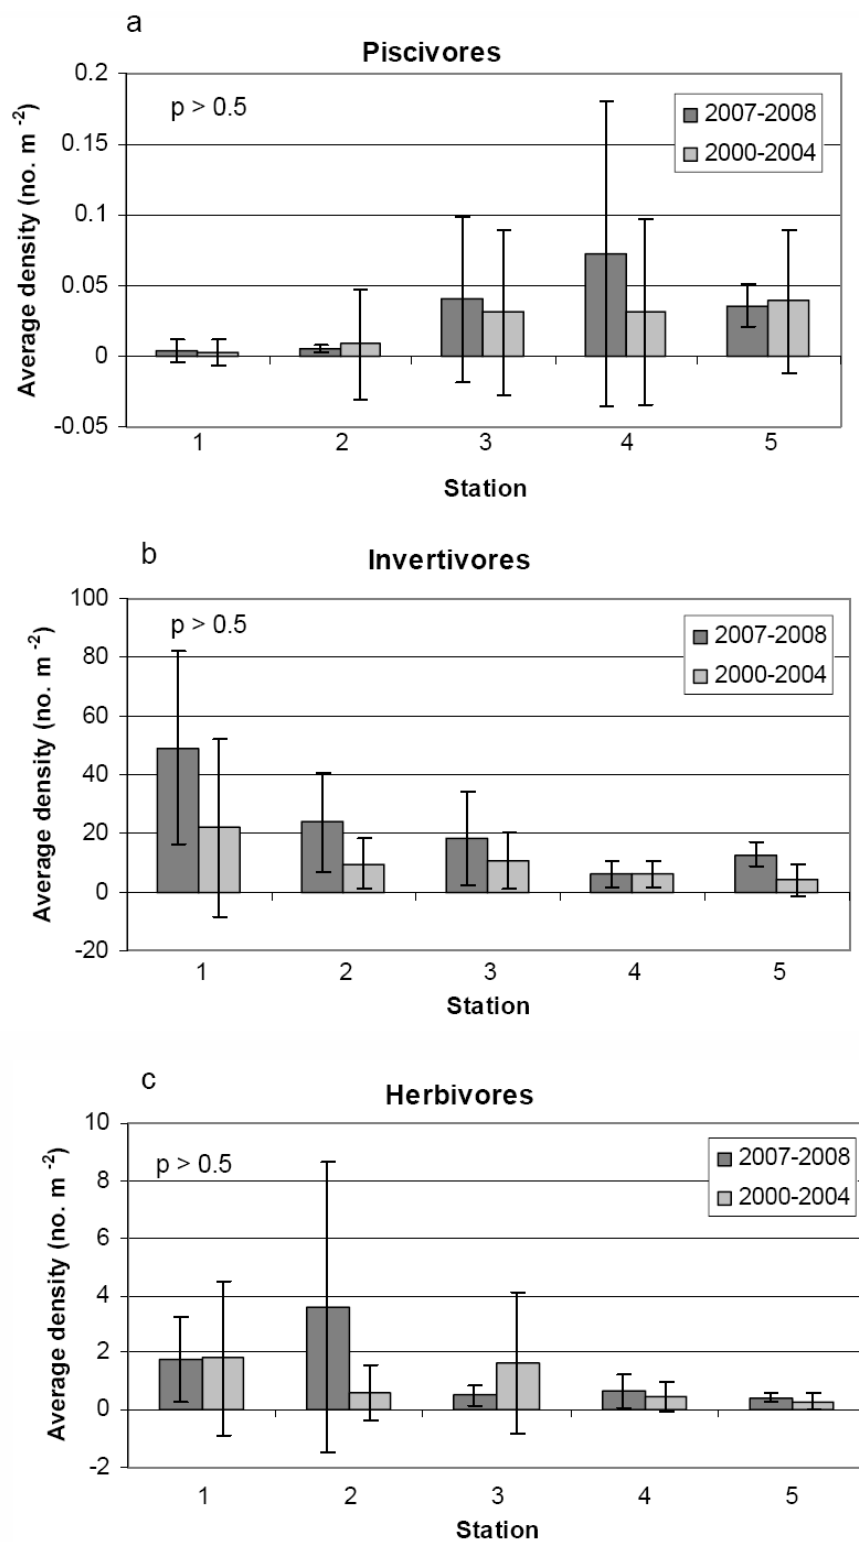 a
Piscivores
p > 0.5
2007-2008
2000-2004
Average density (no. m -2)
0.2
0.15
0.1
0.05
0
-0.05
1 2 3 4 5
Station
b
Invertivores
p > 0.5
2007-2008
2000-2004
Average density (no. m -2)
100
80
60
40
20
0
-20
1 2 3 4 5
Station
c
Herbivores
p > 0.5
2007-2008
2000-2004
Average density (no. m -2)
10
8
6
4
2
0
-2
1 2 3 4 5
Station